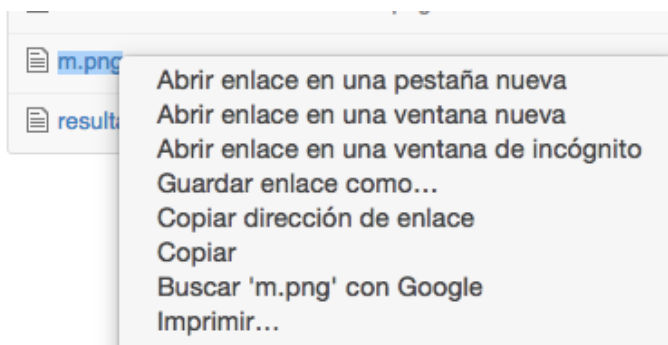 m.png
Abrir enlace en una pestaña nueva
Abrir enlace en una ventana nueva
result
Abrir enlace en una ventana de incógnito
Guardar enlace como...
Copiar dirección de enlace
Copiar
Buscar 'm.png' con Google
Imprimir...